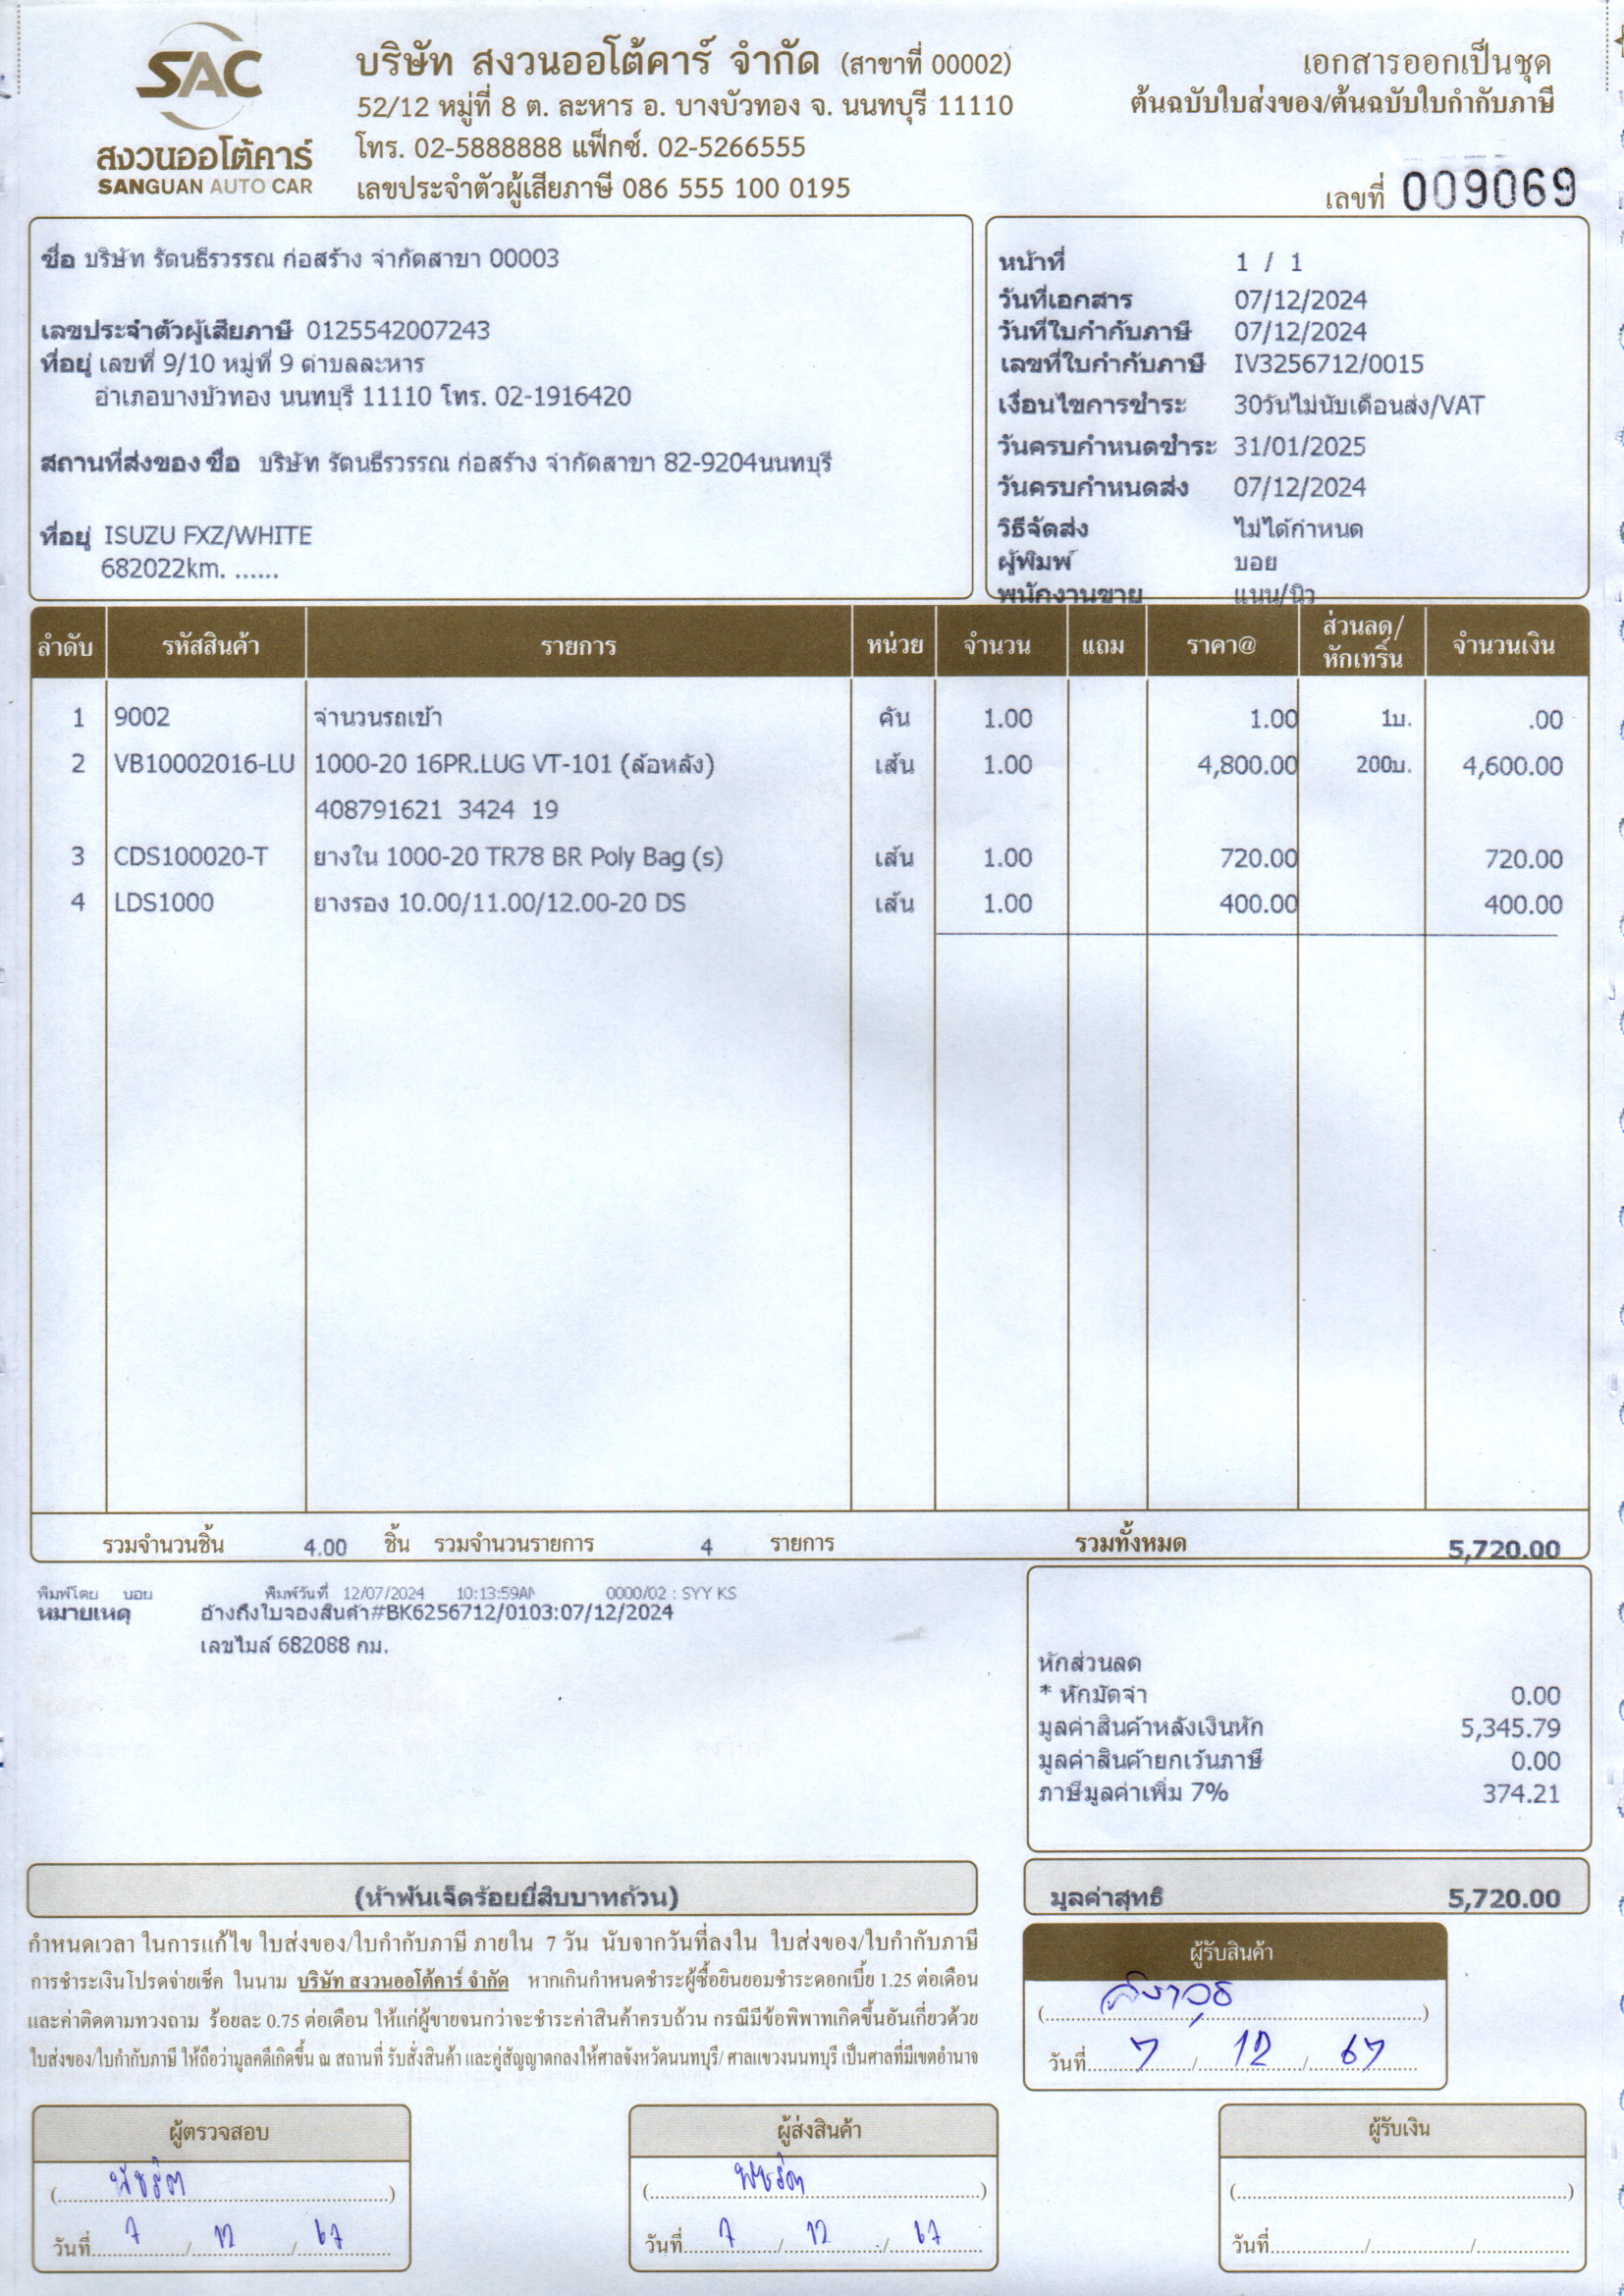 SAC
สงวนออโต้คาร์
SANGUAN AUTO CAR
บริษัท สงวนออโต้คาร์ จำกัด (สาขาที่ 00002)
52/12 หมู่ที่ 8 ต. ละหาร อ. บางบัวทอง จ. นนทบุรี 11110
โทร. 02-5888888 แฟ็กซ์. 02-5266555
เลขประจำตัวผู้เสียภาษี 086 555 100 0195
เอกสารออกเป็นชุด
ต้นฉบับใบส่งของ/ต้นฉบับใบกำกับภาษี
เลขที่ 009069
ชื่อ บริษัท รัตนธีรวรรณ ก่อสร้าง จำกัดสาขา 00003
เลขประจำตัวผู้เสียภาษี 0125542007243
ที่อยู่ เลขที่ 9/10 หมู่ที่ 9 ตำบลละหาร
อำเภอบางบัวทอง นนทบุรี 11110 โทร. 02-1916420
สถานที่ส่งของ ชื่อ บริษัท รัตนธีรวรรณ ก่อสร้าง จำกัดสาขา 82-9204นนทบุรี
ที่อยู่ ISUZU FXZ/WHITE
682022km. ......
หน้าที่ 1 / 1
วันที่เอกสาร 07/12/2024
วันที่ใบกำกับภาษี 07/12/2024
เลขที่ใบกำกับภาษี IV3256712/0015
เงื่อนไขการชำระ 30วันไม่นับเดือนส่ง/VAT
วันครบกำหนดชำระ 31/01/2025
วันครบกำหนดส่ง 07/12/2024
วิธีจัดส่ง ไม่ได้กำหนด
ผู้พิมพ์ บอย
พนักงานขาย แนน/นิว
ลำดับ รหัสสินค้า รายการ หน่วย จำนวน แถม ราคา@ ส่วนลด/หักเทริ์น จำนวนเงิน
1 9002 จำนวนรถเข้า คัน 1.00 1.00 1บ. .00
2 VB10002016-LU 1000-20 16PR.LUG VT-101 (ล้อหลัง) เส้น 1.00 4,800.00 200บ. 4,600.00
408791621 3424 19
3 CDS100020-T ยางใน 1000-20 TR78 BR Poly Bag (s) เส้น 1.00 720.00 720.00
4 LDS1000 ยางรอง 10.00/11.00/12.00-20 DS เส้น 1.00 400.00 400.00
รวมจำนวนชิ้น 4.00 ชิ้น รวมจำนวนรายการ 4 รายการ รวมทั้งหมด 5,720.00
พิมพ์โดย บอย พิมพ์วันที่ 12/07/2024 10:13:59AM 0000/02 : SYY KS
หมายเหตุ อ้างถึงใบจองสินค้า#BK6256712/0103:07/12/2024
เลขไมล์ 682088 กม.
หักส่วนลด
* หักมัดจำ 0.00
มูลค่าสินค้าหลังเงินหัก 5,345.79
มูลค่าสินค้ายกเว้นภาษี 0.00
ภาษีมูลค่าเพิ่ม 7% 374.21
(ห้าพันเจ็ดร้อยยี่สิบบาทถ้วน)
มูลค่าสุทธิ 5,720.00
กำหนดเวลา ในการแก้ไข ใบส่งของ/ใบกำกับภาษี ภายใน 7 วัน นับจากวันที่ลงใน ใบส่งของ/ใบกำกับภาษี
การชำระเงินโปรดจ่ายเช็ค ในนาม บริษัท สงวนออโต้คาร์ จำกัด หากเกินกำหนดชำระผู้ซื้อยินยอมชำระดอกเบี้ย 1.25 ต่อเดือน
และค่าติดตามทวงถาม ร้อยละ 0.75 ต่อเดือน ให้แก่ผู้ขายจนกว่าจะชำระค่าสินค้าครบถ้วน กรณีมีข้อพิพาทเกิดขึ้นอันเกี่ยวด้วย
ใบส่งของ/ใบกำกับภาษี ให้ถือว่ามูลคดีเกิดขึ้น ณ สถานที่ รับสั่งสินค้า และคู่สัญญาตกลงให้ศาลจังหวัดนนทบุรี/ ศาลแขวงนนทบุรี เป็นศาลที่มีเขตอำนาจ
ผู้รับสินค้า
วันที่ 7 / 12 / 67
ผู้ตรวจสอบ
พัชรีดา
วันที่ 7 / 12 / 67
ผู้ส่งสินค้า
วันที่ 7 / 12 / 67
ผู้รับเงิน
วันที่ / /